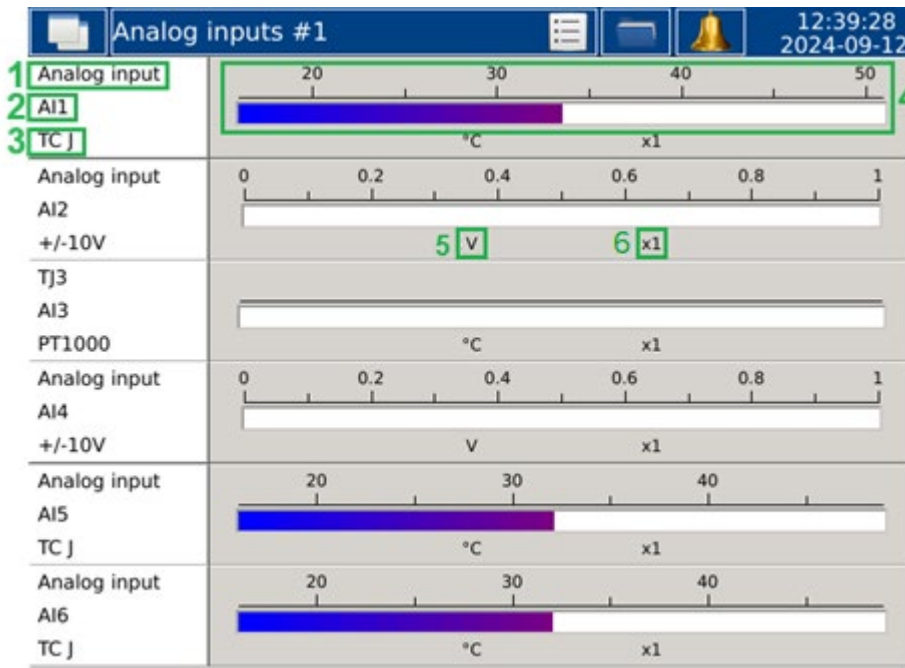 Analog inputs #1
12:39:28
2024-09-12
1 Analog input
2 AI1
3 TC J
20 30 40 50
4
°C x1
Analog input
AI2
+/-10V
0 0.2 0.4 0.6 0.8 1
5 V 6 x1
TJ3
AI3
PT1000
°C x1
Analog input
AI4
+/-10V
0 0.2 0.4 0.6 0.8 1
V x1
Analog input
AI5
TC J
20 30 40
°C x1
Analog input
AI6
TC J
20 30 40
°C x1